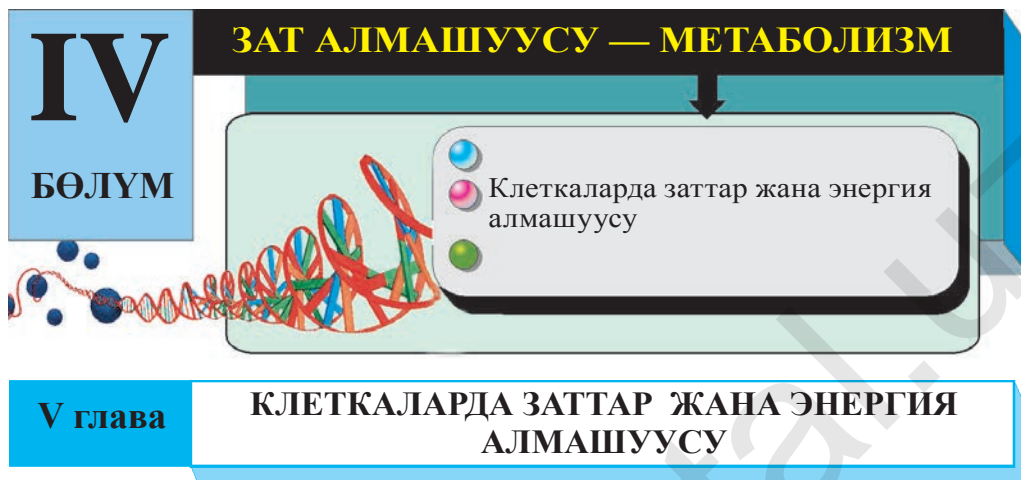 IV
БӨЛҮМ
ЗАТ АЛМАШУУСУ — МЕТАБОЛИЗМ
Клеткаларда заттар жана энергия
алмашуусу
V глава
КЛЕТКАЛАРДА ЗАТТАР ЖАНА ЭНЕРГИЯ
АЛМАШУУСУ